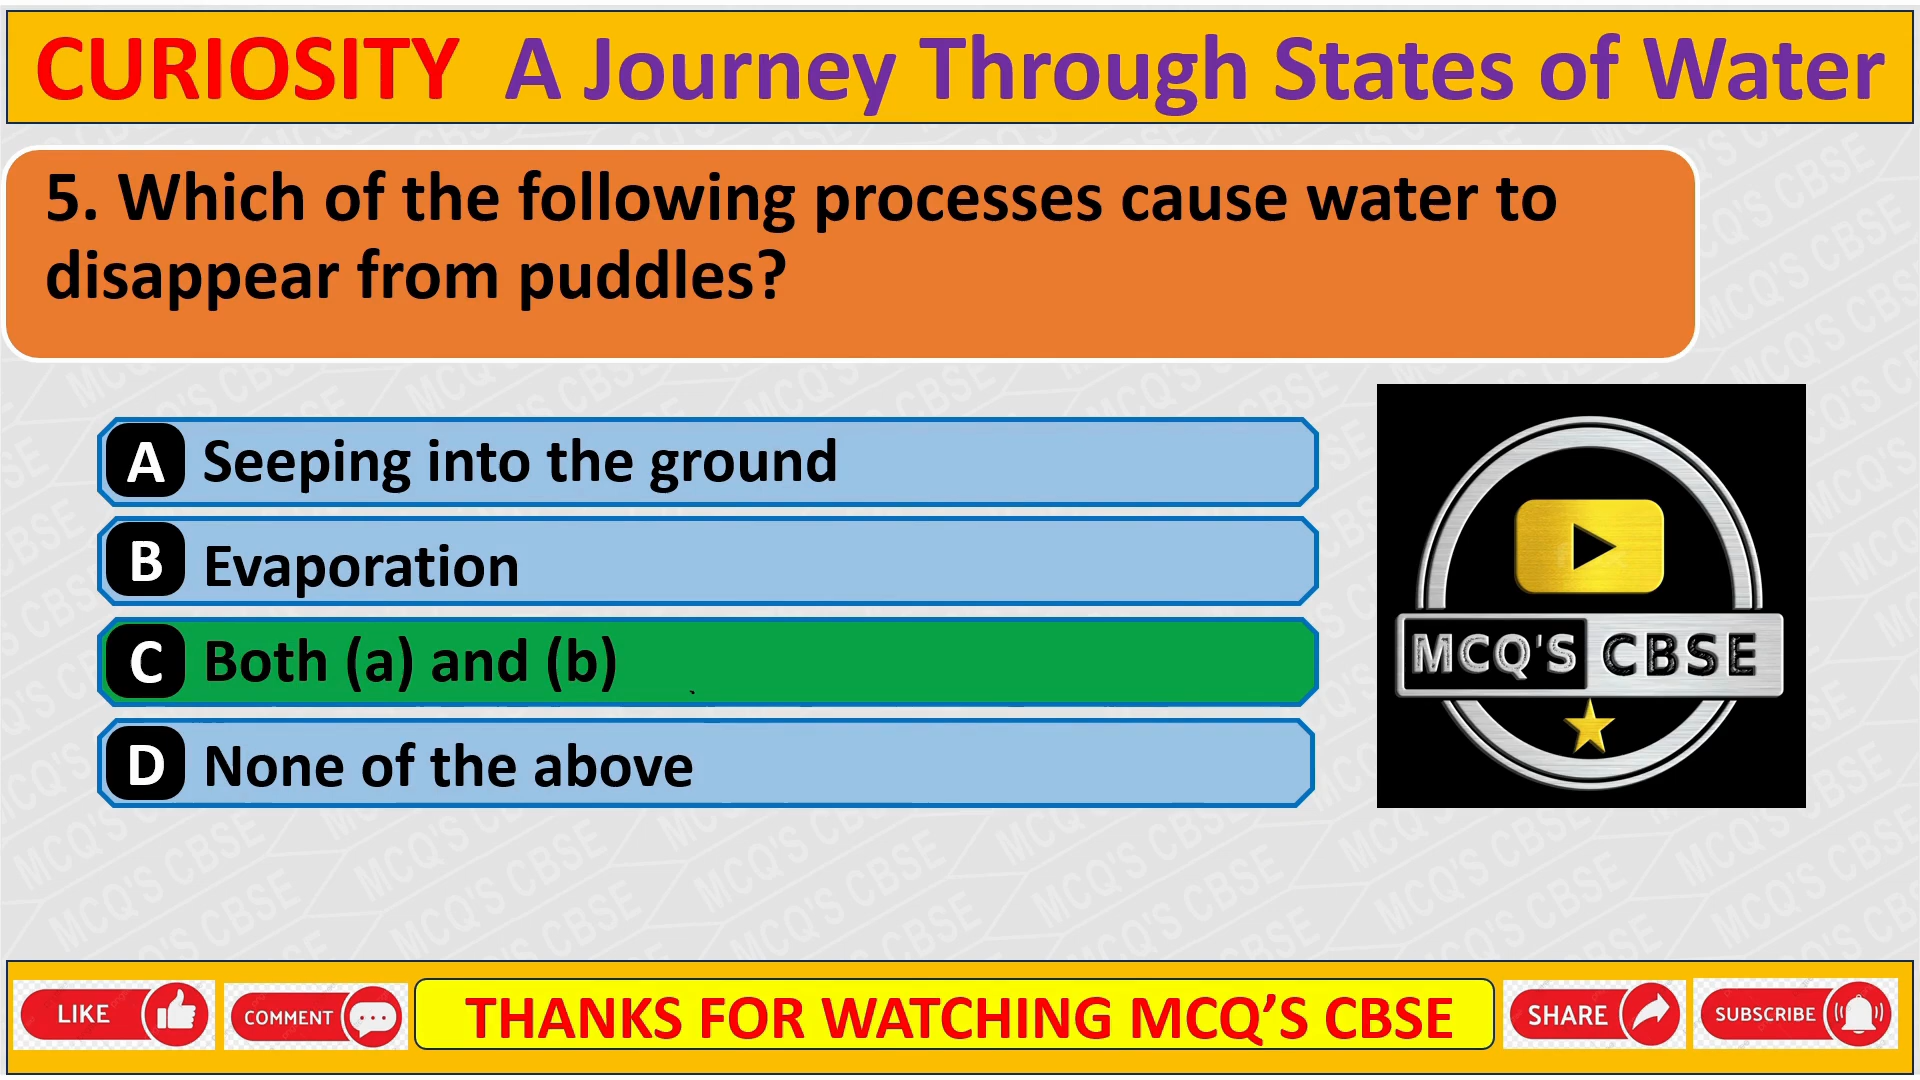 CURIOSITY A Journey Through States of Water
5. Which of the following processes cause water to
disappear from puddles?
A Seeping into the ground
B Evaporation
C Both (a) and (b)
D None of the above
MCQ'S CBSE
LIKE
COMMENT
THANKS FOR WATCHING MCQ’S CBSE
SHARE
SUBSCRIBE